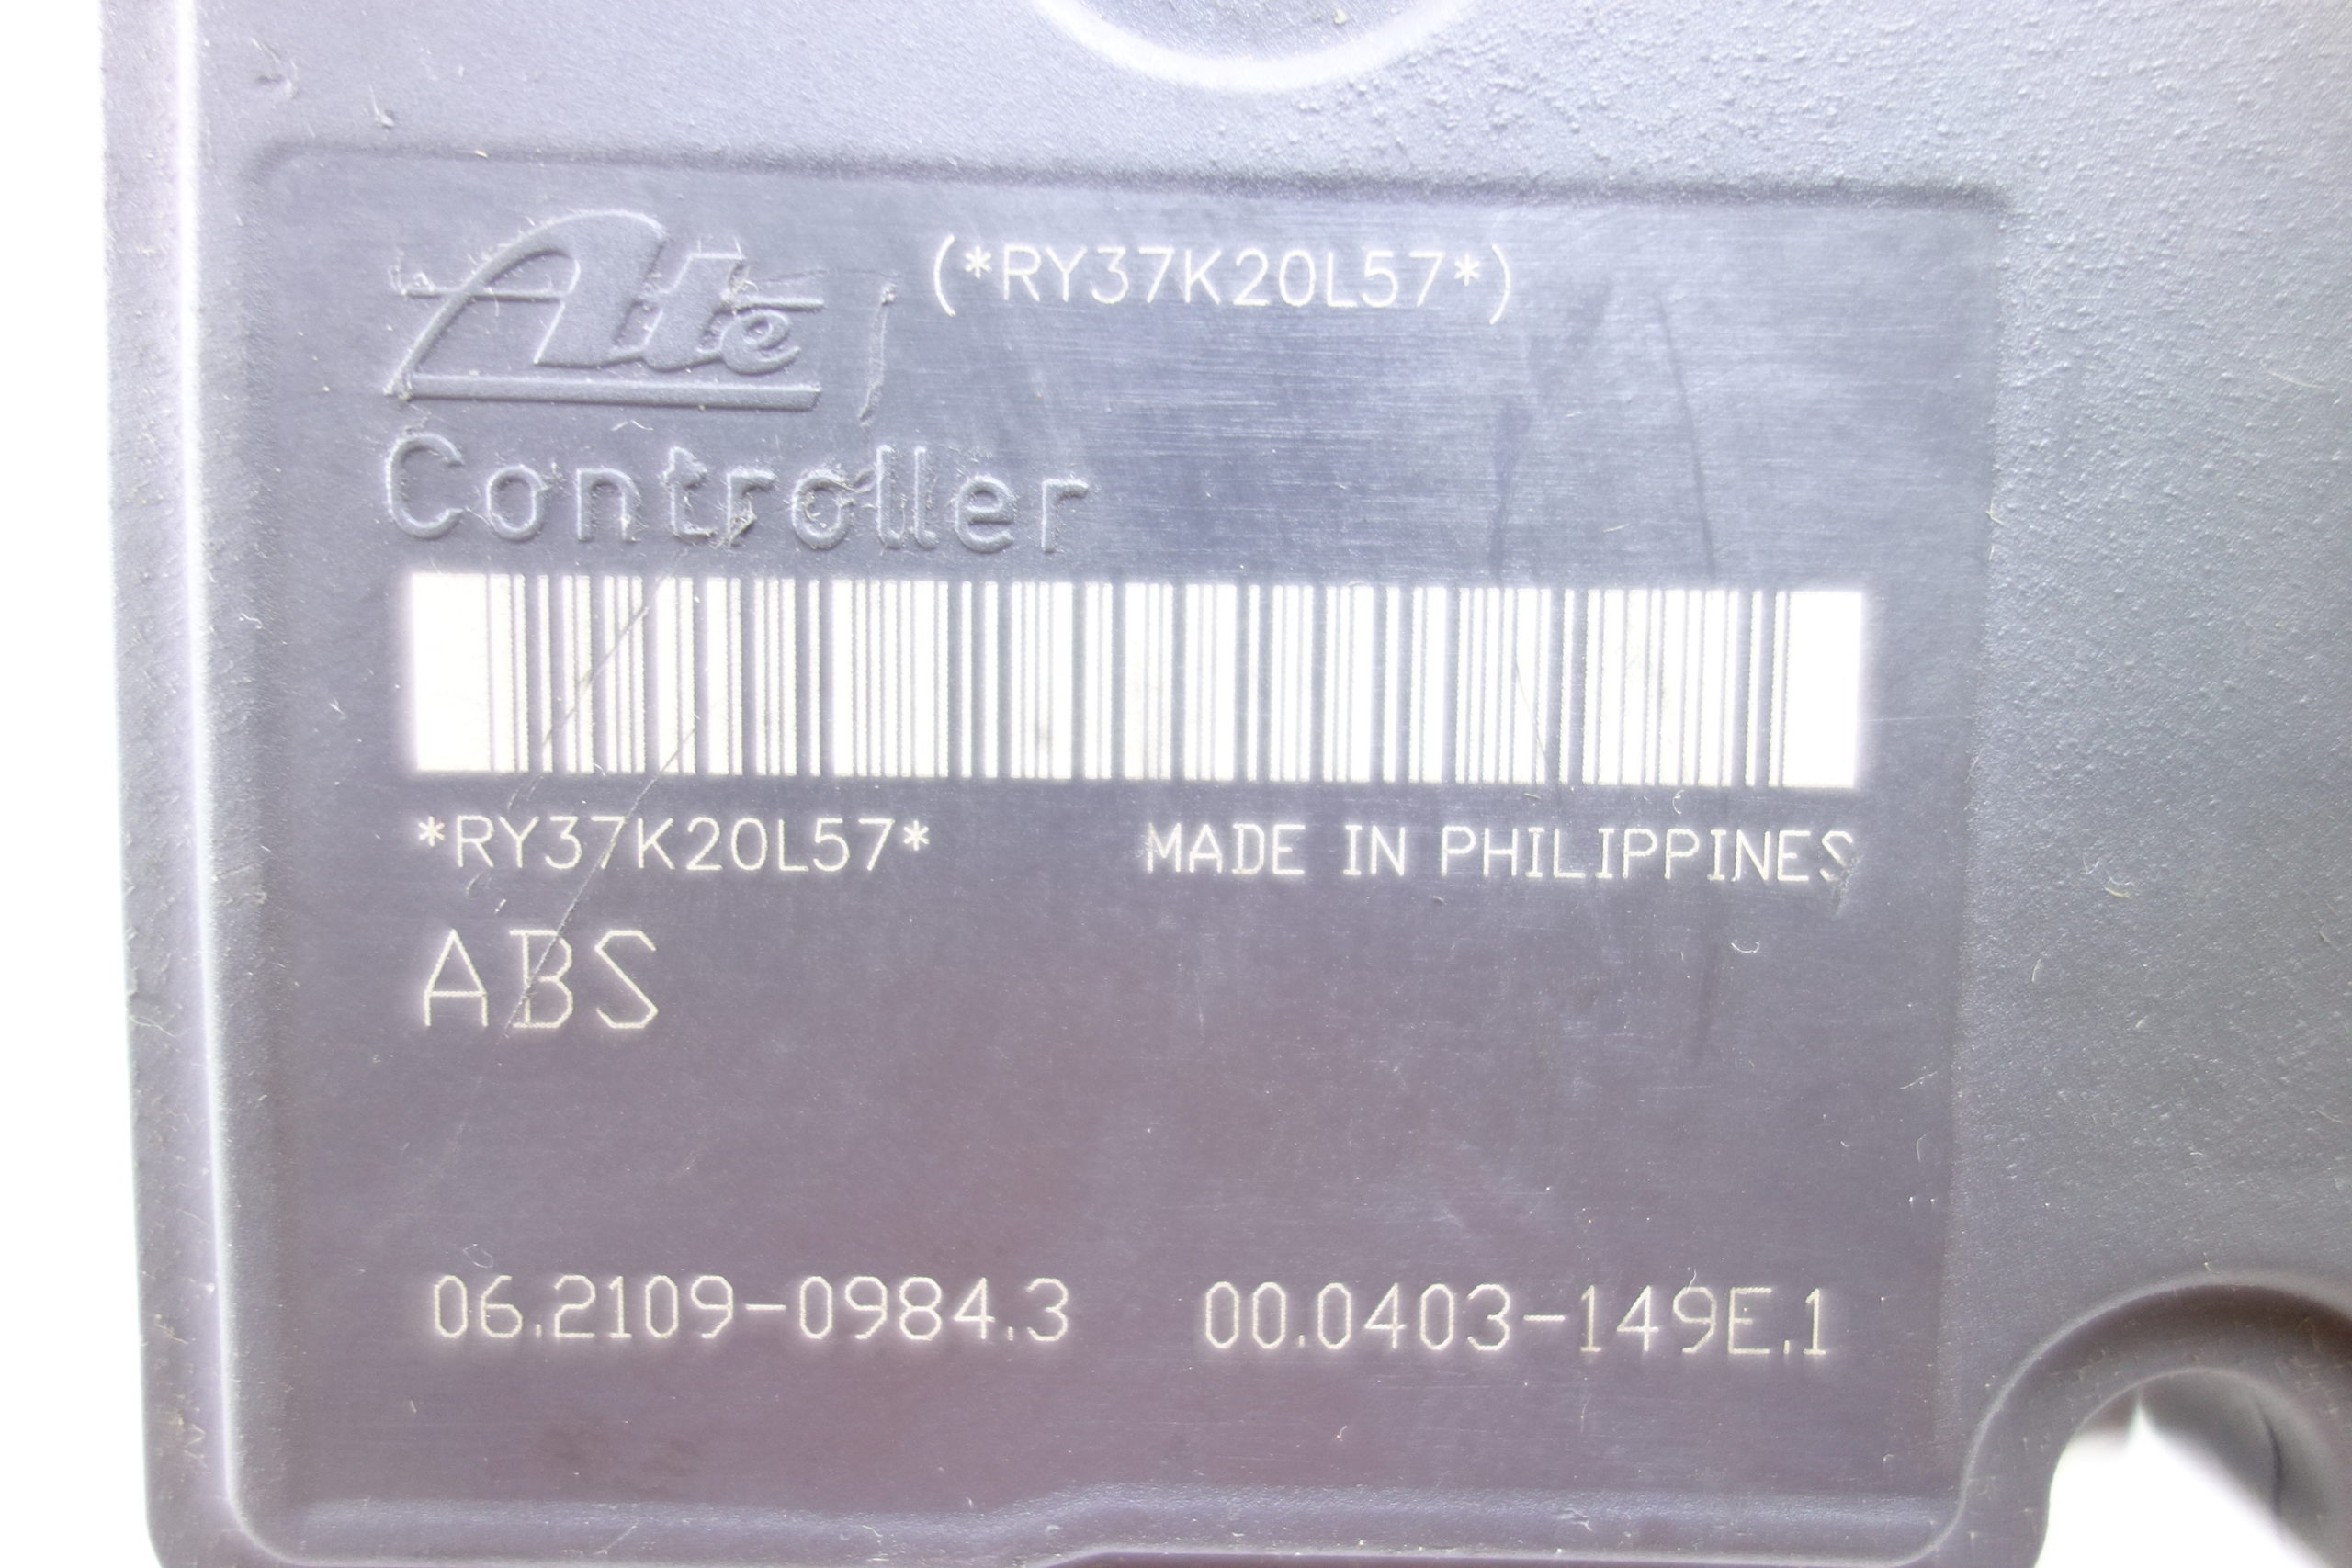 Ate (*RY37K20L57*)
Controller
*RY37K20L57* MADE IN PHILIPPINES
ABS
06.2109-0984.3 00.0403-149E.1